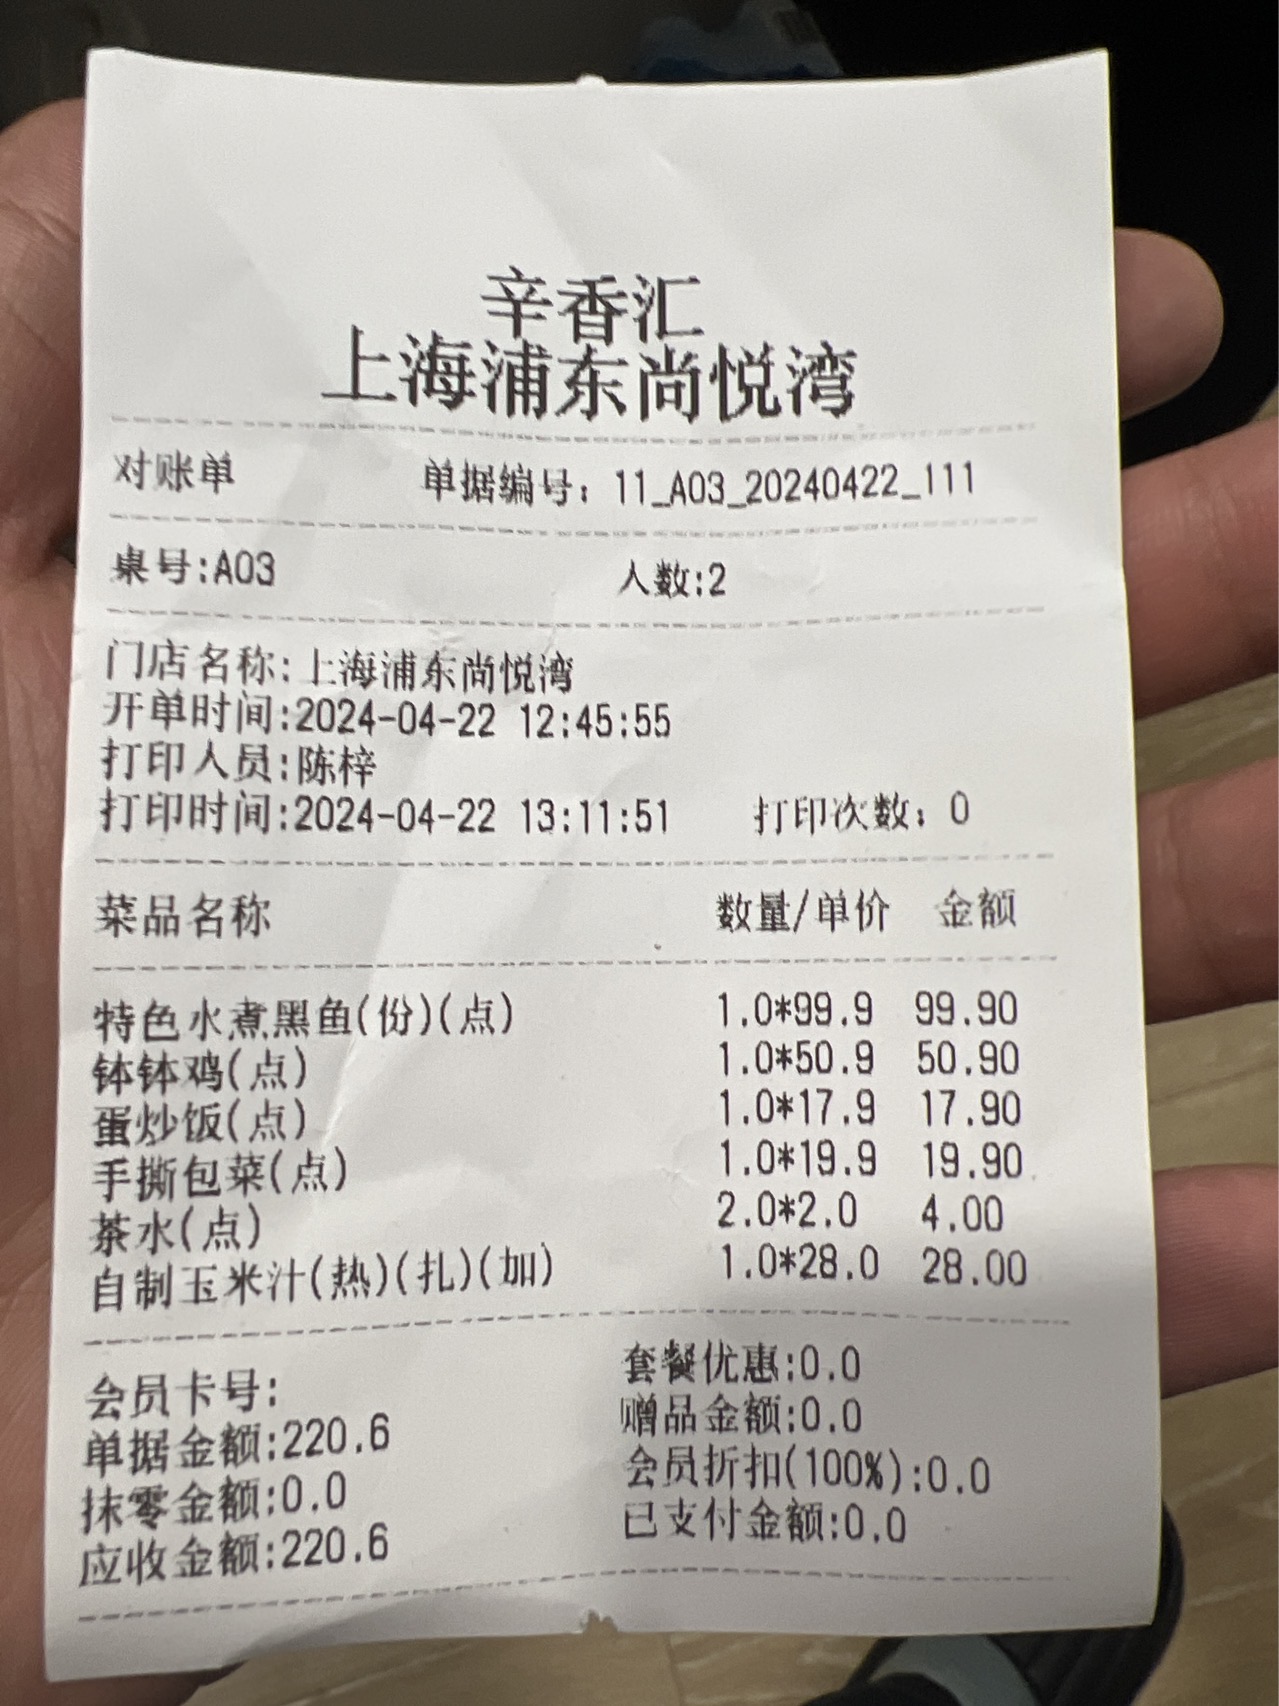 辛香汇
上海浦东尚悦湾
对账单 单据编号：11_A03_20240422_111
桌号:A03 人数:2
门店名称:上海浦东尚悦湾
开单时间:2024-04-22 12:45:55
打印人员:陈梓
打印时间:2024-04-22 13:11:51 打印次数：0
菜品名称 数量/单价 金额
特色水煮黑鱼(份)(点) 1.0*99.9 99.90
钵钵鸡(点) 1.0*50.9 50.90
蛋炒饭(点) 1.0*17.9 17.90
手撕包菜(点) 1.0*19.9 19.90
茶水(点) 2.0*2.0 4.00
自制玉米汁(热)(扎)(加) 1.0*28.0 28.00
会员卡号: 套餐优惠:0.0
单据金额:220.6 赠品金额:0.0
抹零金额:0.0 会员折扣(100%):0.0
应收金额:220.6 已支付金额:0.0